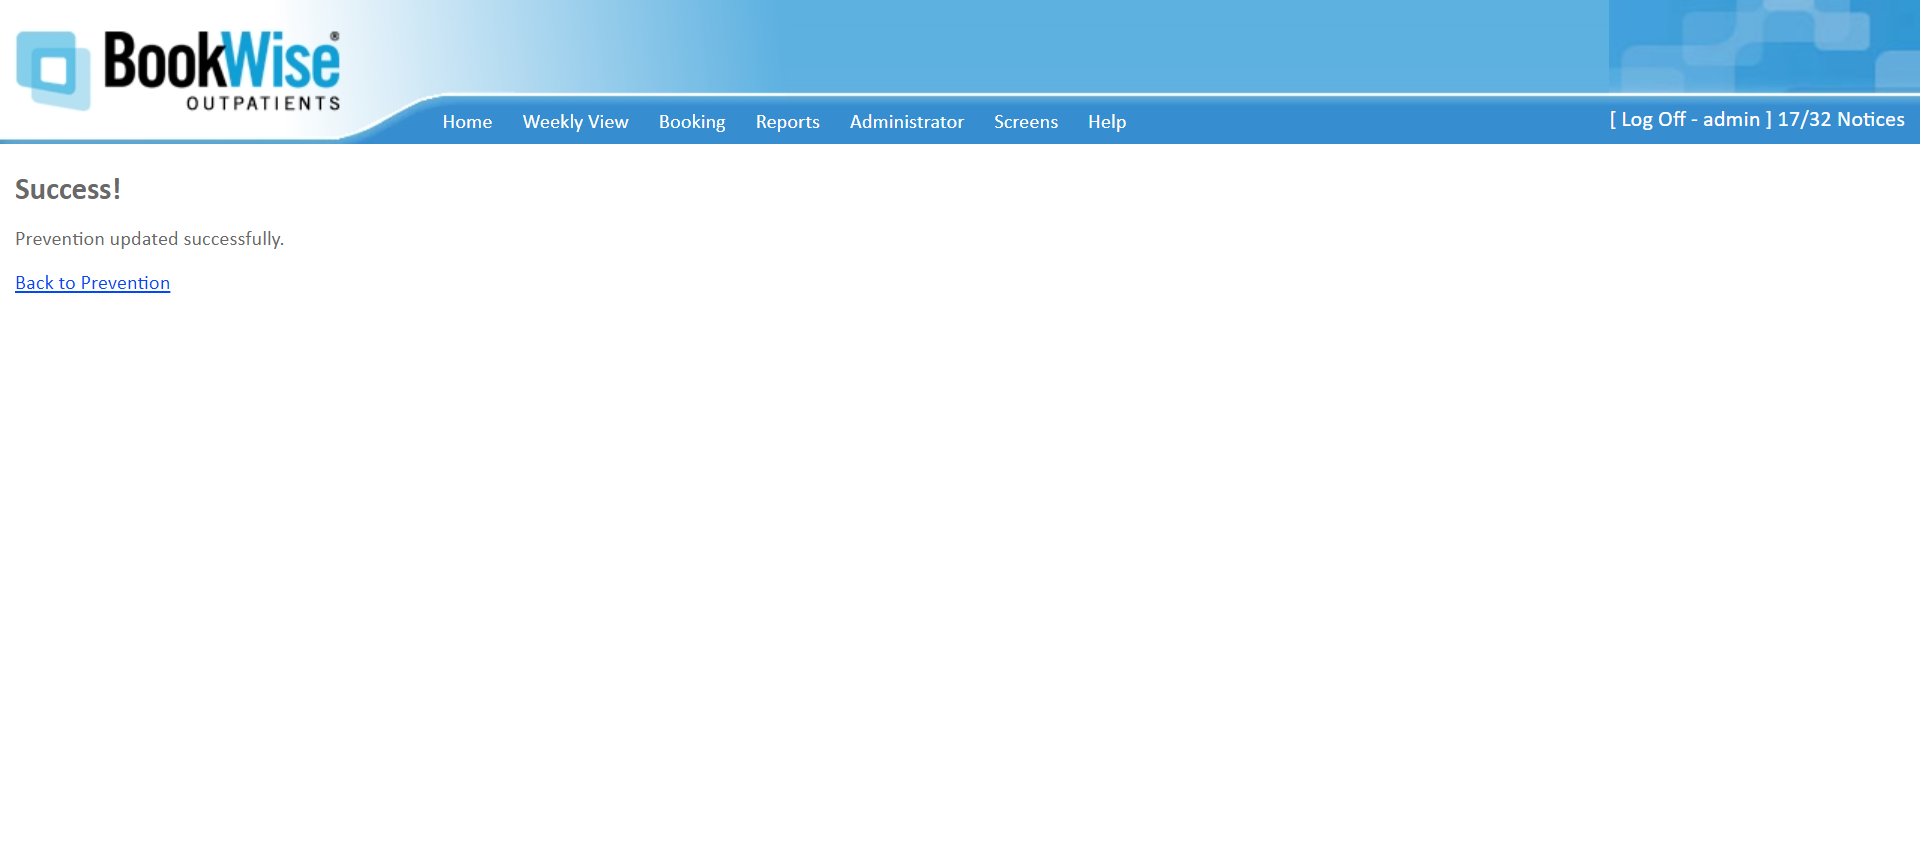 BookWise®
OUTPATIENTS
Home Weekly View Booking Reports Administrator Screens Help [ Log Off - admin ] 17/32 Notices
Success!
Prevention updated successfully.
Back to Prevention